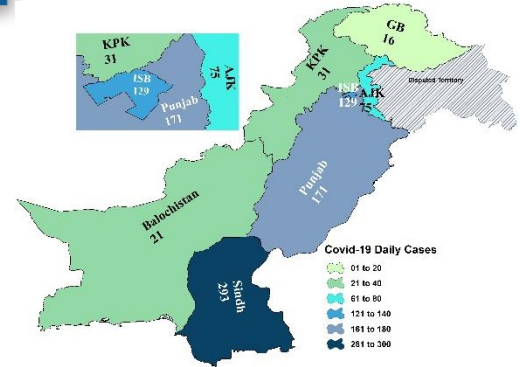 KPK
31
ISB
129
Punjab
171
AJK
75
GB
16
KPK
31
Disputed Territory
ISB
129
AJK
75
Punjab
171
Balochistan
21
Sindh
293
Covid-19 Daily Cases
01 to 20
21 to 40
61 to 80
121 to 140
161 to 180
281 to 300